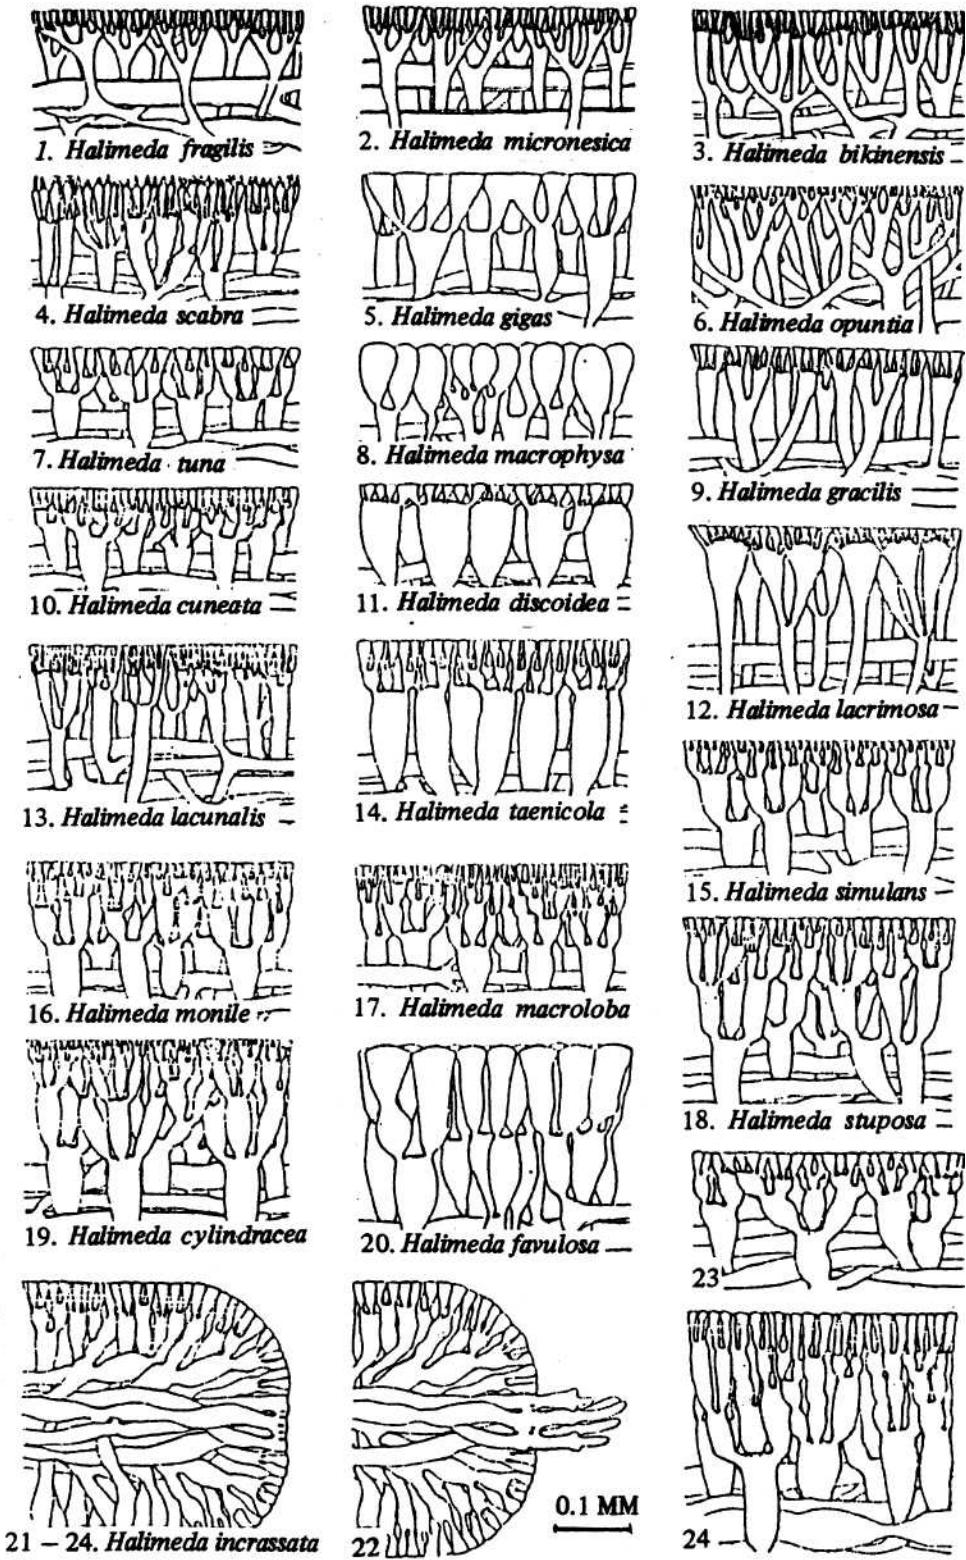 1. Halimeda fragilis
2. Halimeda micronesica
3. Halimeda bikinensis
4. Halimeda scabra
5. Halimeda gigas
6. Halimeda opuntia
7. Halimeda tuna
8. Halimeda macrophysa
9. Halimeda gracilis
10. Halimeda cuneata
11. Halimeda discoidea
12. Halimeda lacrimosa
13. Halimeda lacunalis
14. Halimeda taenicola
15. Halimeda simulans
16. Halimeda monile
17. Halimeda macroloba
18. Halimeda stuposa
19. Halimeda cylindracea
20. Halimeda favulosa
23
21 – 24. Halimeda incrassata
22
0.1 MM
24